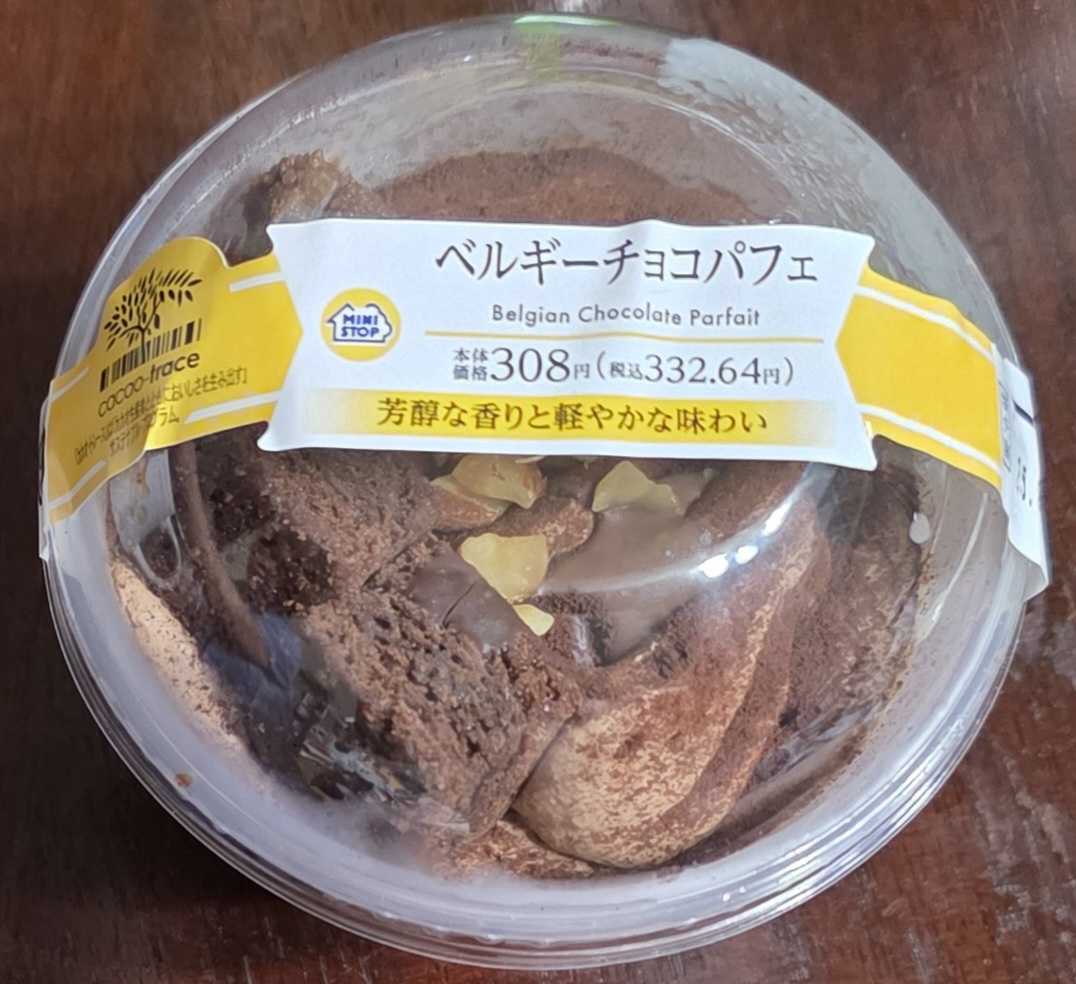 ベルギーチョコパフェ
Belgian Chocolate Parfait
MINI
STOP
本体
価格308円(税込332.64円)
芳醇な香りと軽やかな味わい
cacao-trace